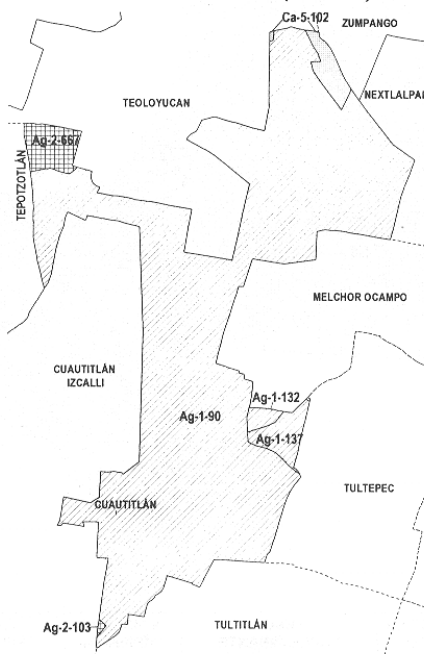 Ca-5-102
ZUMPANGO
NEXTLALPAN
TEOLOYUCAN
Ag-2-667
TEPOTZOTLÁN
MELCHOR OCAMPO
CUAUTITLÁN
IZCALLI
Ag-1-132
Ag-1-90
Ag-1-137
TULTEPEC
CUAUTITLÁN
Ag-2-103
TULTITLÁN